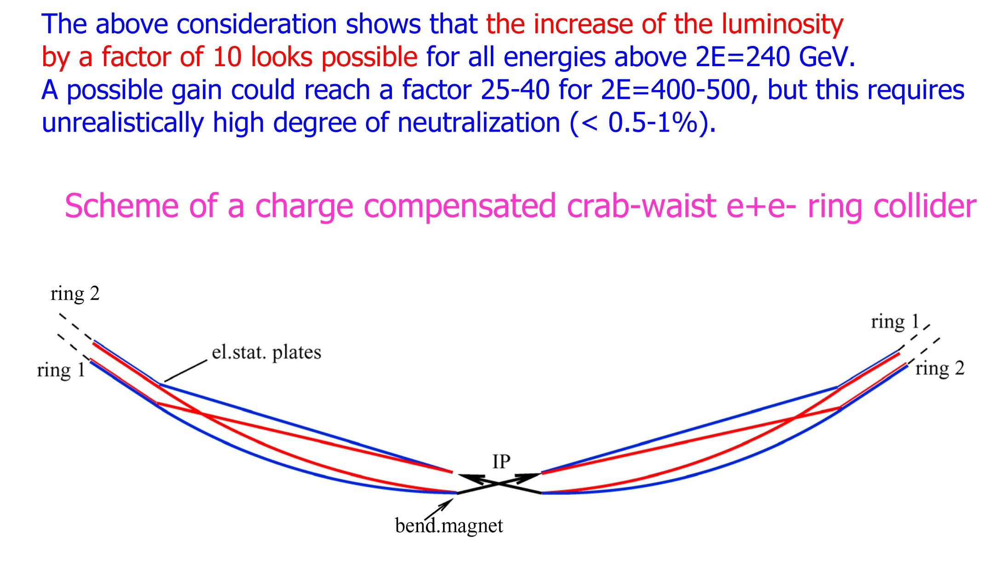 The above consideration shows that the increase of the luminosity
by a factor of 10 looks possible for all energies above 2E=240 GeV.
A possible gain could reach a factor 25-40 for 2E=400-500, but this requires
unrealistically high degree of neutralization (< 0.5-1%).
Scheme of a charge compensated crab-waist e+e- ring collider
ring 2
ring 1
el.stat. plates
ring 1
ring 2
IP
bend.magnet